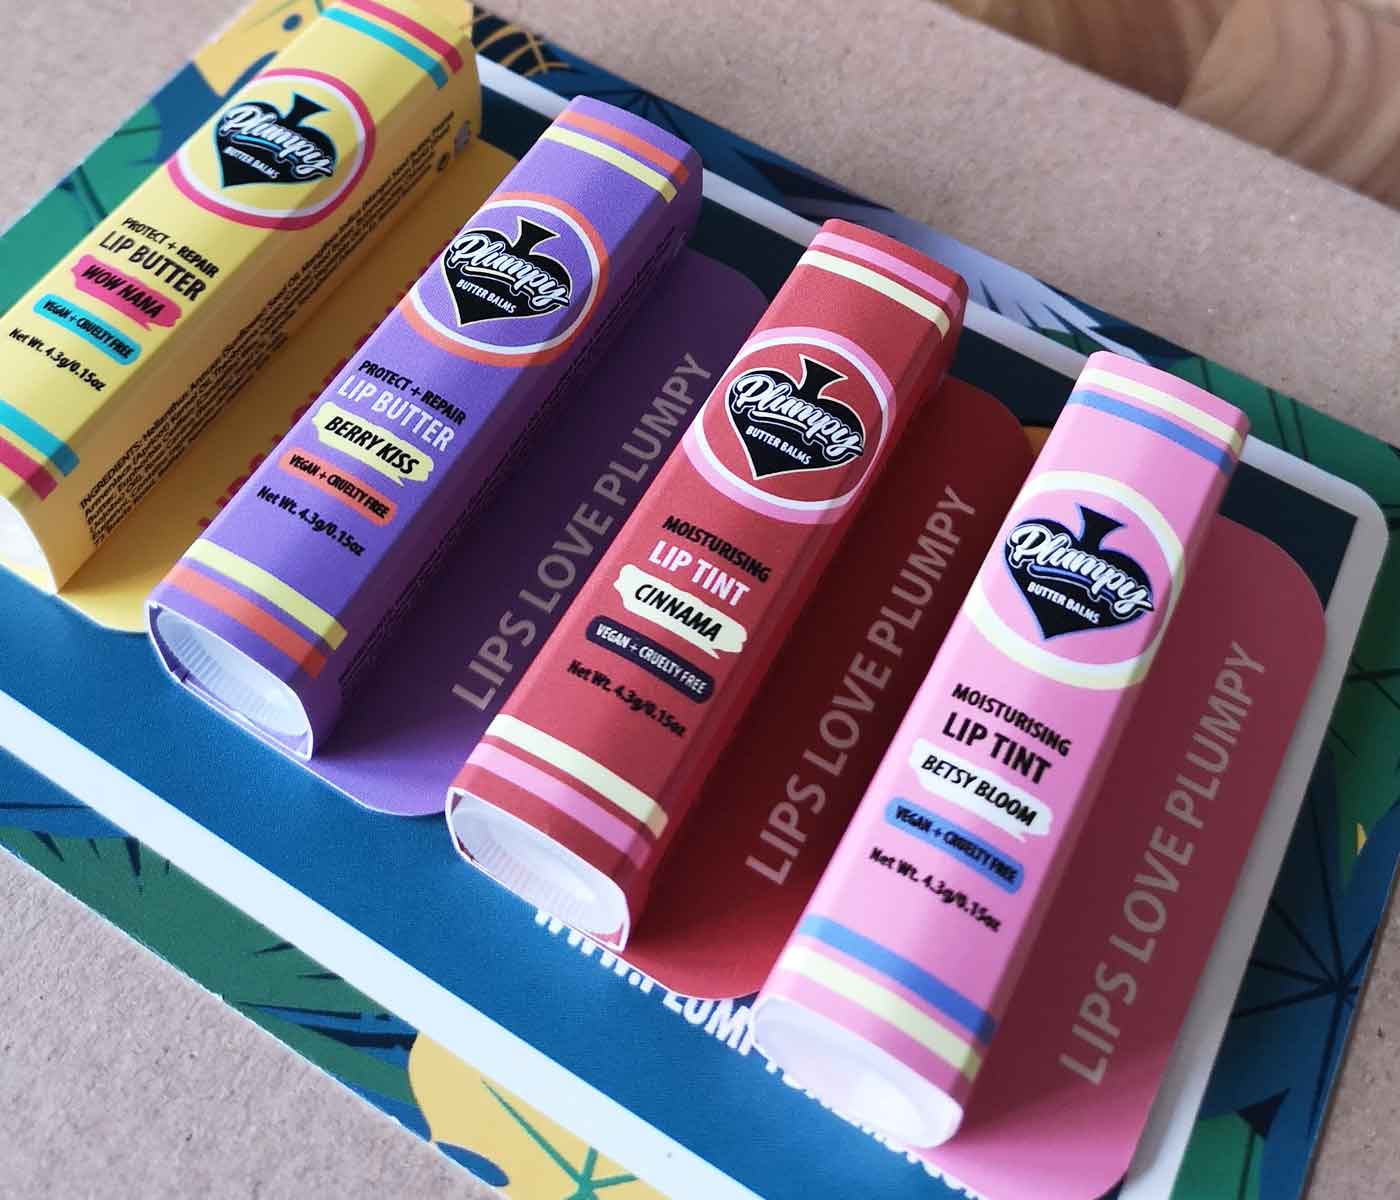 Plumpy
BUTTER BALMS
PROTECT + REPAIR
LIP BUTTER
WOW NANA
VEGAN + CRUELTY FREE
Net Wt. 4.3g/0.15oz
INGREDIENTS:
Plumpy
BUTTER BALMS
PROTECT + REPAIR
LIP BUTTER
BERRY KISS
VEGAN + CRUELTY FREE
Net Wt. 4.3g/0.15oz
LIPS LOVE PLUMPY
Plumpy
BUTTER BALMS
MOISTURISING
LIP TINT
CINNAMA
VEGAN + CRUELTY FREE
Net Wt. 4.3g/0.15oz
LIPS LOVE PLUMPY
Plumpy
BUTTER BALMS
MOISTURISING
LIP TINT
BETSY BLOOM
VEGAN + CRUELTY FREE
Net Wt. 4.3g/0.15oz
LIPS LOVE PLUMPY